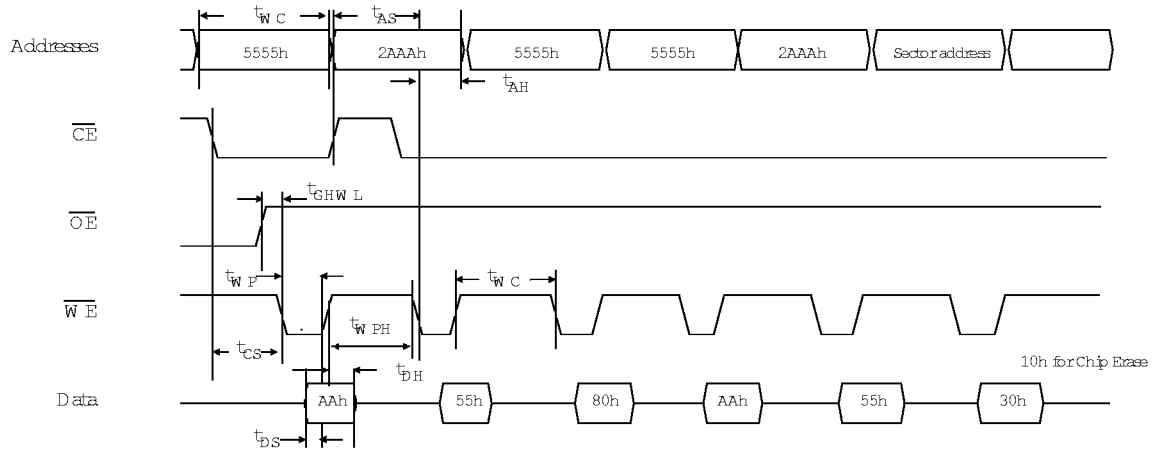 tWC tAS
Addresses 5555h 2AAAh 5555h 5555h 2AAAh Sector address
tAH
CE
tGHWL
OE
tWP tWC
WE
tWPH
tCS
10h for Chip Erase
tDH
Data AAh 55h 80h AAh 55h 30h
tDS